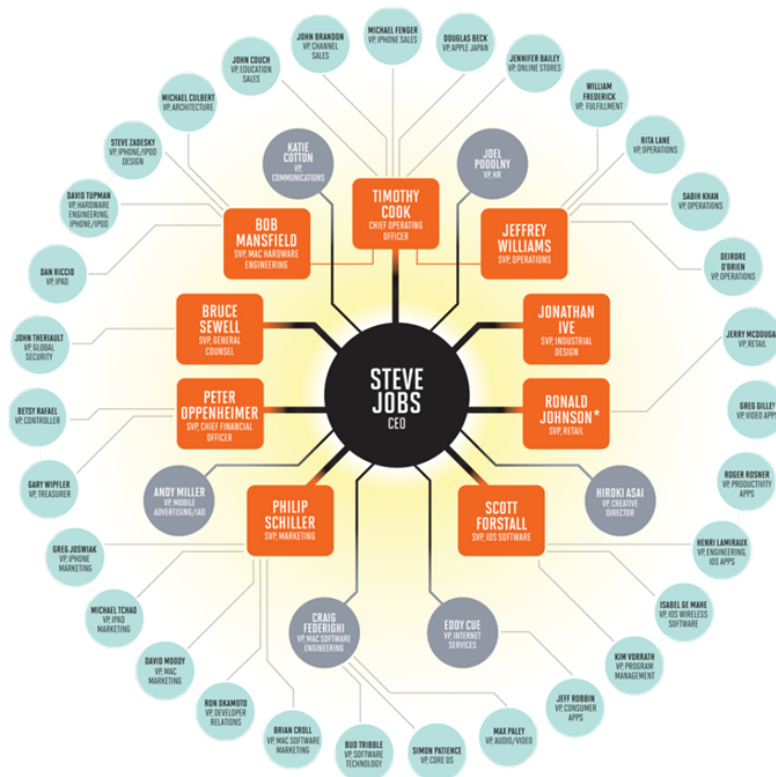 MICHAEL FENGER
VP, IPHONE SALES
DOUGLAS BECK
VP, APPLE JAPAN
JOHN BRANDON
VP, CHANNEL
SALES
JENNIFER BAILEY
VP, ONLINE STORES
JOHN COUCH
VP, EDUCATION
SALES
WILLIAM
FREDERICK
VP, FULFILLMENT
MICHAEL CULBERT
VP, ARCHITECTURE
RITA LANE
VP, OPERATIONS
STEVE ZADESKY
VP, IPHONE/IPOD
DESIGN
SABIH KHAN
VP, OPERATIONS
DAVID TUPMAN
VP, HARDWARE
ENGINEERING,
IPHONE/IPOD
DEIRDRE
O'BRIEN
VP, OPERATIONS
DAN RICCIO
VP, IPAD
KATIE
COTTON
VP,
COMMUNICATIONS
JOEL
PODOLNY
VP, HR
TIMOTHY
COOK
CHIEF OPERATING
OFFICER
BOB
MANSFIELD
SVP, MAC HARDWARE
ENGINEERING
JEFFREY
WILLIAMS
SVP, OPERATIONS
BRUCE
SEWELL
SVP, GENERAL
COUNSEL
JONATHAN
IVE
SVP, INDUSTRIAL
DESIGN
JOHN THERIAULT
VP, GLOBAL
SECURITY
JERRY MCDOUGA
VP, RETAIL
STEVE
JOBS
CEO
PETER
OPPENHEIMER
SVP, CHIEF FINANCIAL
OFFICER
RONALD
JOHNSON*
SVP, RETAIL
BETSY RAFAEL
VP, CONTROLLER
GREG GILLEY
VP, VIDEO APPS
GARY WIPFLER
VP, TREASURER
ROGER ROSNER
VP, PRODUCTIVITY
APPS
ANDY MILLER
VP, MOBILE
ADVERTISING/IAD
HIROKI ASAI
VP, CREATIVE
DIRECTOR
PHILIP
SCHILLER
SVP, MARKETING
SCOTT
FORSTALL
SVP, IOS SOFTWARE
GREG JOSWIAK
VP, IPHONE
MARKETING
HENRI LAMIRAUX
VP, ENGINEERING,
IOS APPS
MICHAEL TCHAO
VP, IPAD
MARKETING
ISABEL GE MAHE
VP, IOS WIRELESS
SOFTWARE
CRAIG
FEDERIGHI
VP, MAC SOFTWARE
ENGINEERING
EDDY CUE
VP, INTERNET
SERVICES
DAVID MOODY
VP, MAC
MARKETING
KIM VORRATH
VP, PROGRAM
MANAGEMENT
RON OKAMOTO
VP, DEVELOPER
RELATIONS
JEFF ROBBIN
VP, CONSUMER
APPS
BRIAN CROLL
VP, MAC SOFTWARE
MARKETING
MAX PALEY
VP, AUDIO/VIDEO
BUD TRIBBLE
VP, SOFTWARE
TECHNOLOGY
SIMON PATIENCE
VP, CORE OS